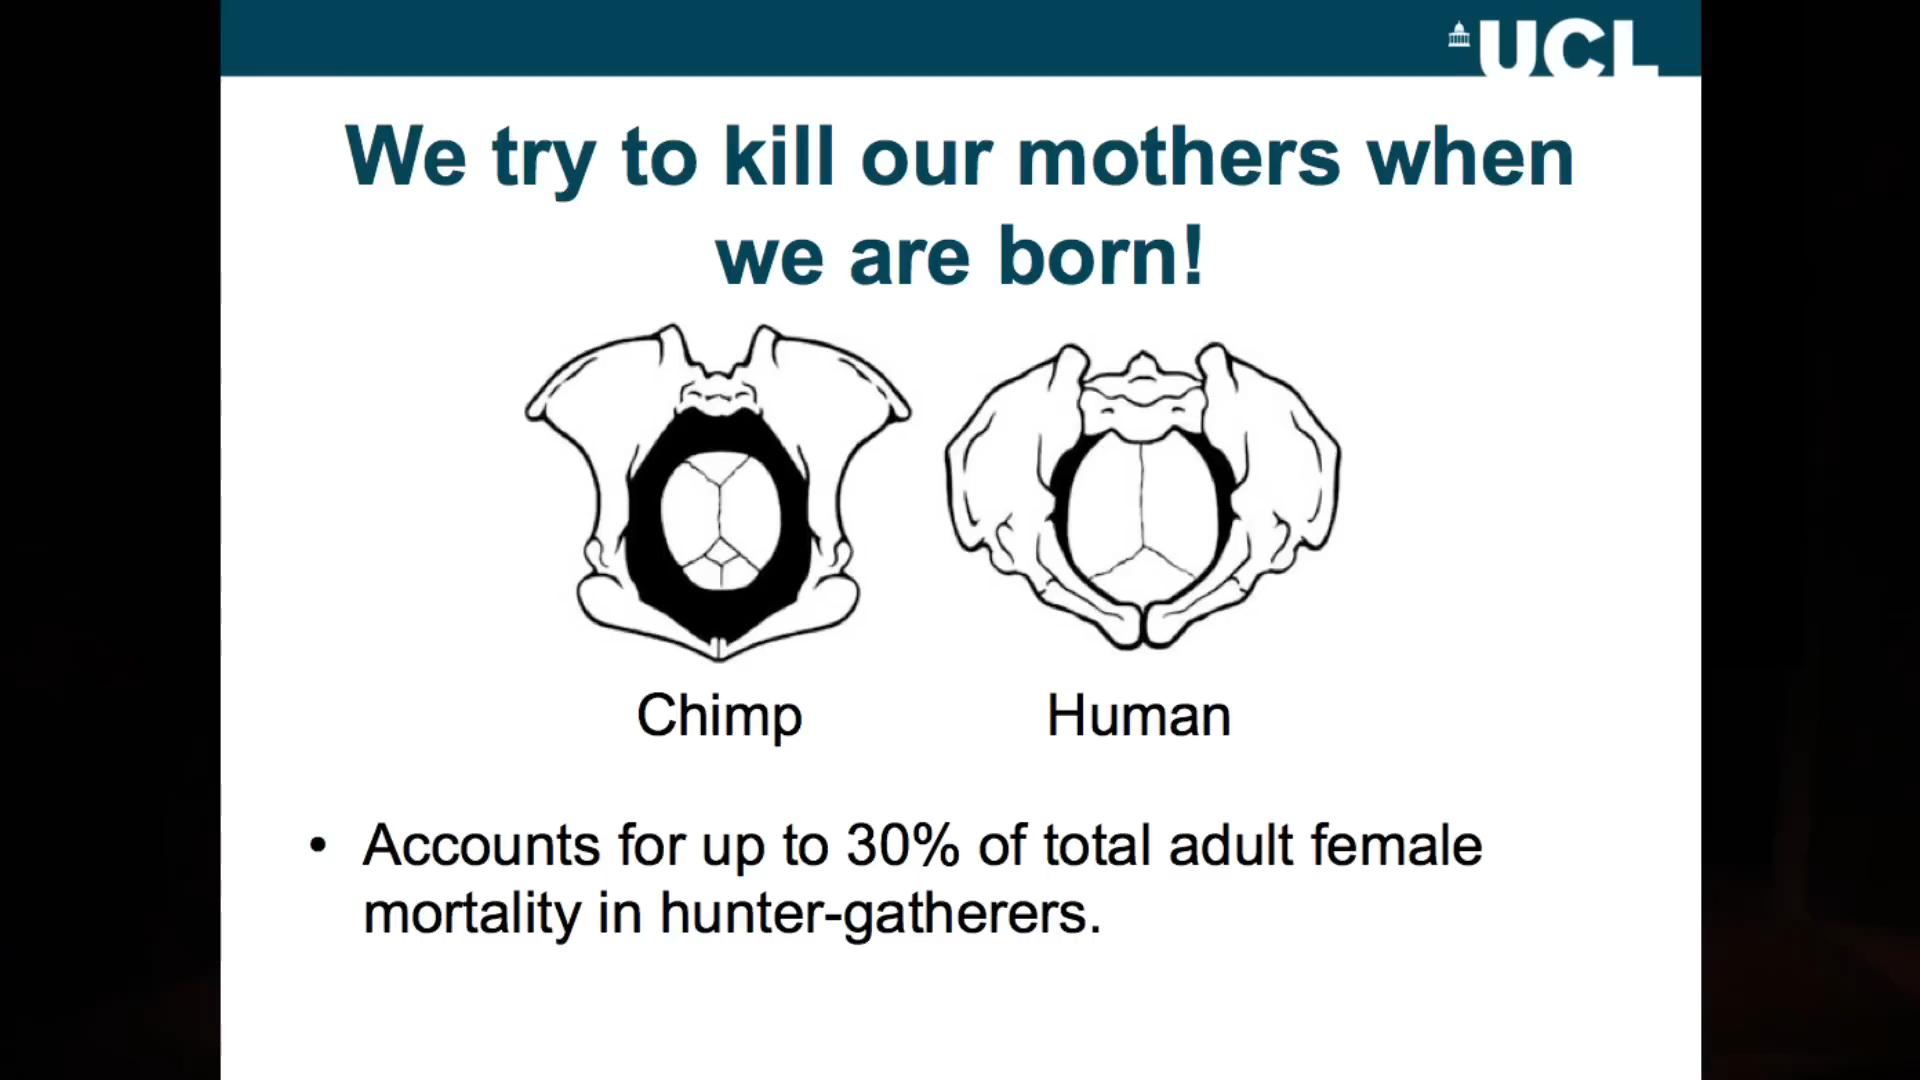 UCL
We try to kill our mothers when
we are born!
Chimp
Human
• Accounts for up to 30% of total adult female
mortality in hunter-gatherers.